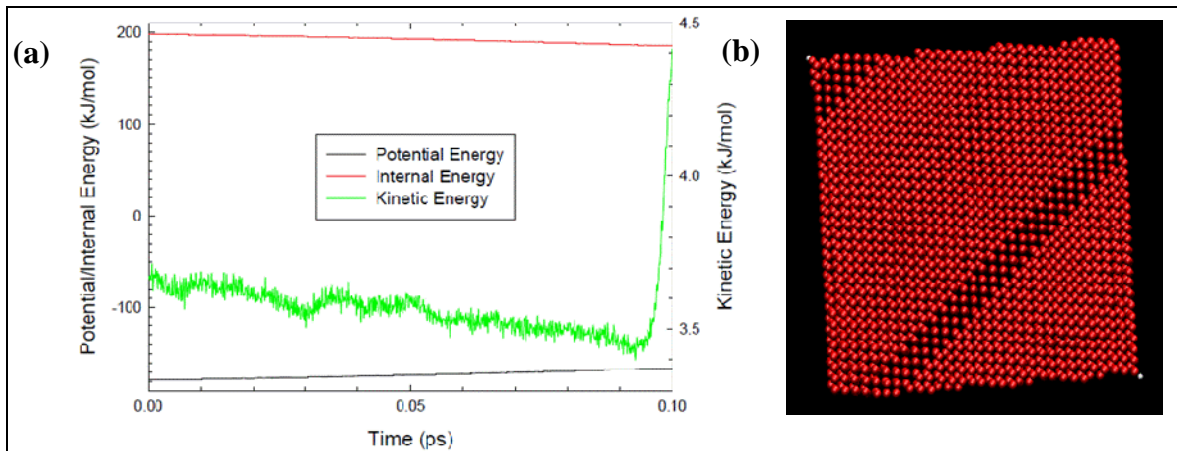 (a)
Potential/Internal Energy (kJ/mol)
200
100
0
-100
Potential Energy
Internal Energy
Kinetic Energy
4.5
4.0
3.5
Kinetic Energy (kJ/mol)
0.00
0.05
0.10
Time (ps)
(b)